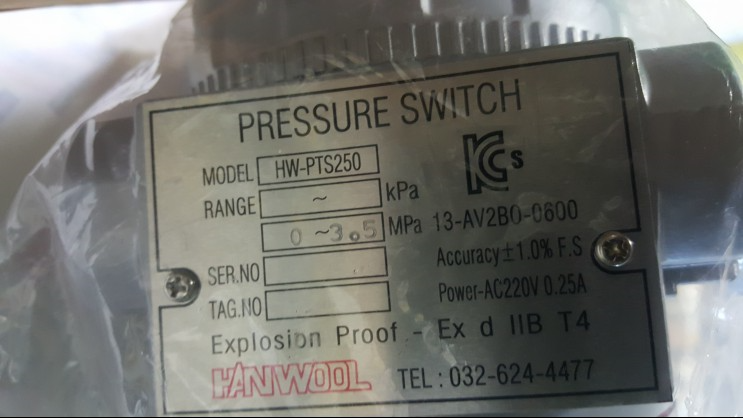 PRESSURE SWITCH
MODEL HW-PTS250
RANGE ~ kPa
0 ~3.5 MPa
KCs
13-AV2BO-0600
Accuracy±1.0% F.S
SER.NO
Power-AC220V 0.25A
TAG.NO
Explosion Proof - Ex d IIB T4
HANWOOL TEL : 032-624-4477